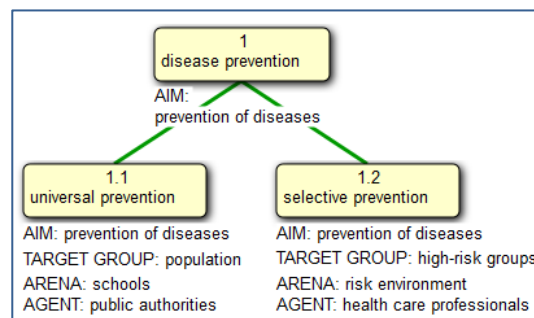 1
disease prevention
AIM:
prevention of diseases
1.1
universal prevention
AIM: prevention of diseases
TARGET GROUP: population
ARENA: schools
AGENT: public authorities
1.2
selective prevention
AIM: prevention of diseases
TARGET GROUP: high-risk groups
ARENA: risk environment
AGENT: health care professionals